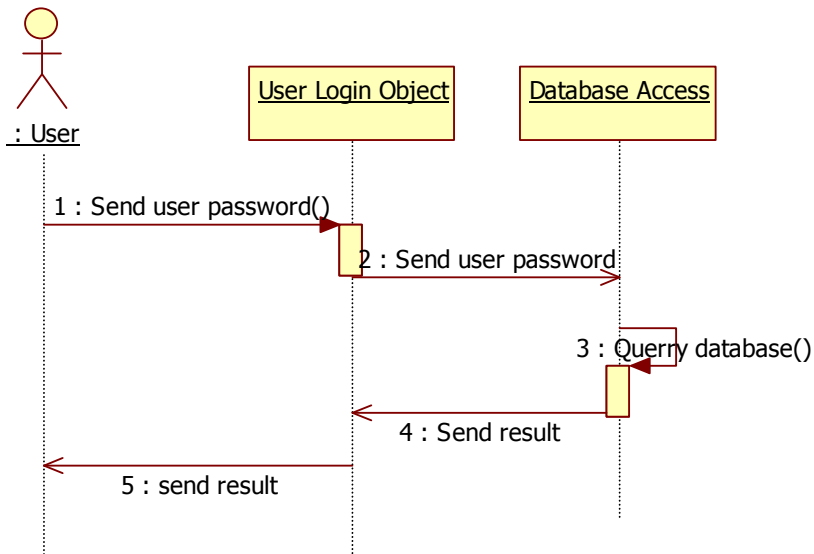 : User
User Login Object
Database Access
1 : Send user password()
2 : Send user password
3 : Querry database()
4 : Send result
5 : send result